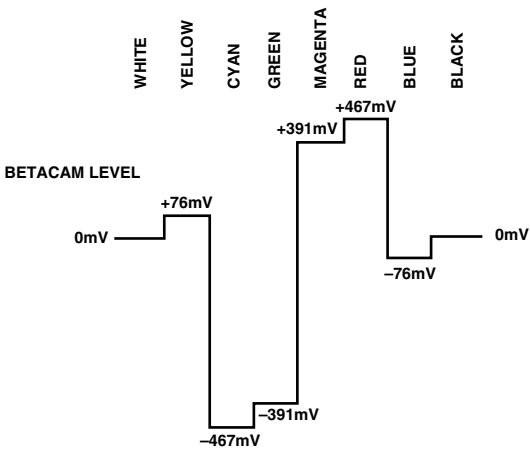 WHITE
YELLOW
CYAN
GREEN
MAGENTA
RED
BLUE
BLACK
+467mV
+391mV
BETACAM LEVEL
+76mV
0mV
0mV
–76mV
–391mV
–467mV